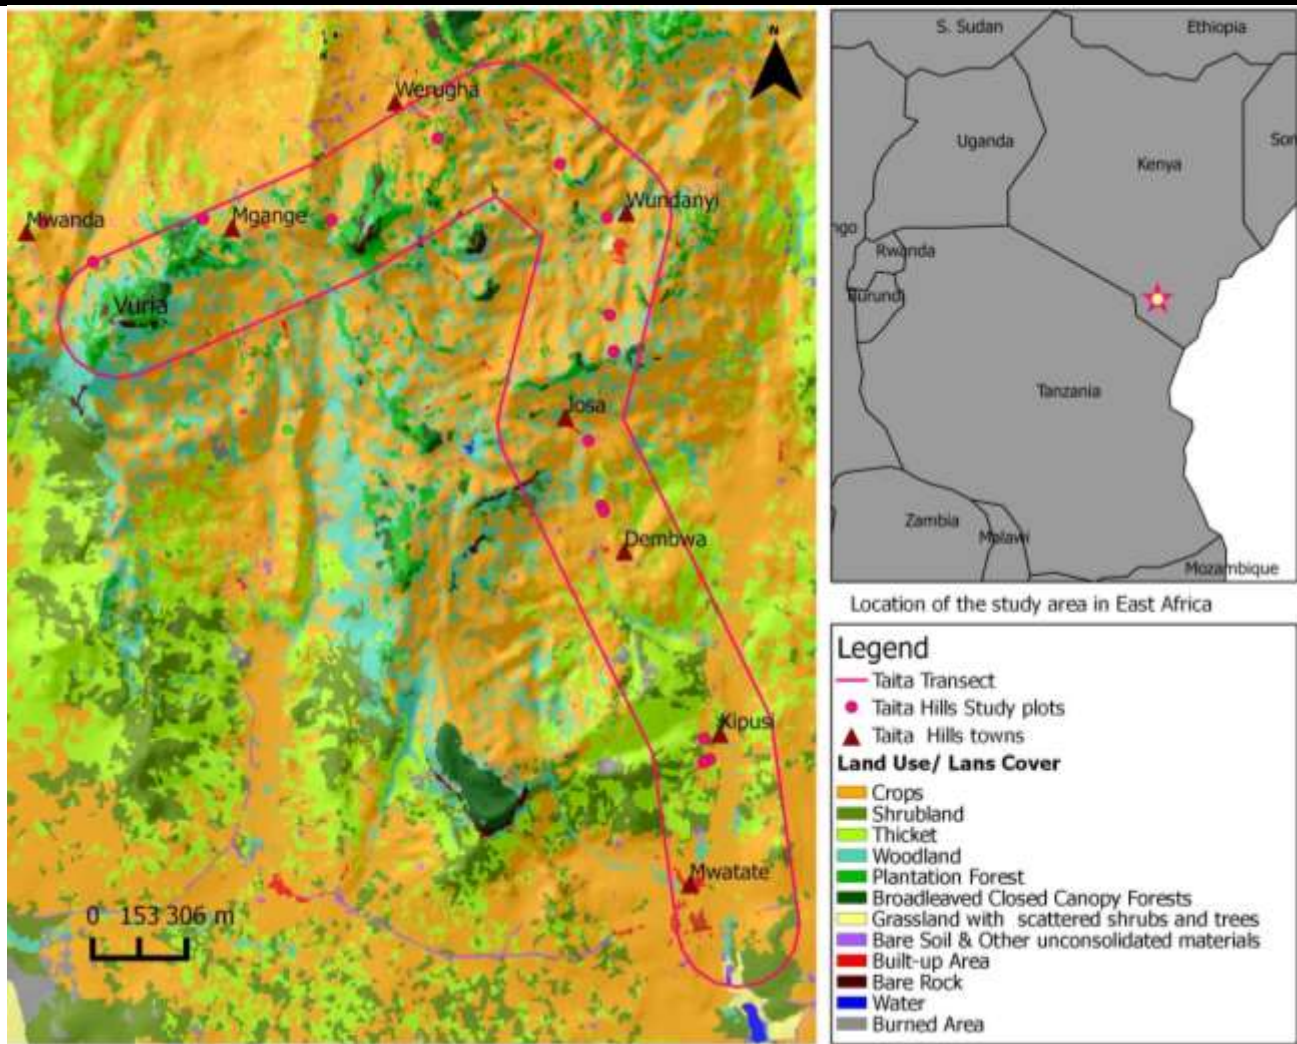 N
Werugha
Wundanyi
Mwanda
Mgange
Vuria
Josa
Dembwa
Kipusi
Mwatate
0 153 306 m
S. Sudan
Ethiopia
Uganda
Kenya
Son
ngo
Rwanda
Burundi
Tanzania
Zambia
Malawi
Mozambique
Location of the study area in East Africa
Legend
Taita Transect
Taita Hills Study plots
Taita Hills towns
Land Use/ Lans Cover
Crops
Shrubland
Thicket
Woodland
Plantation Forest
Broadleaved Closed Canopy Forests
Grassland with scattered shrubs and trees
Bare Soil & Other unconsolidated materials
Built-up Area
Bare Rock
Water
Burned Area